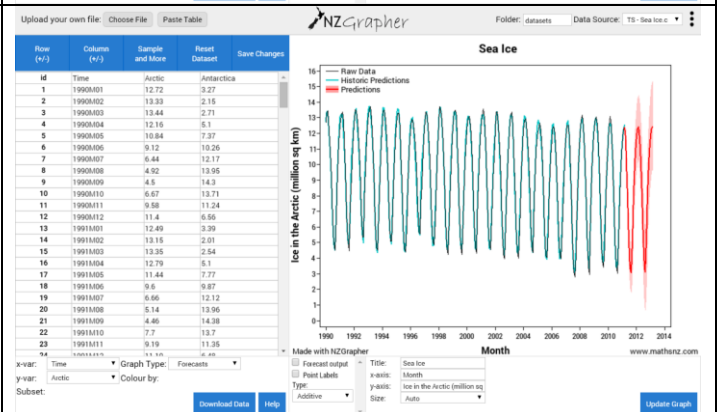 Upload your own file: Choose File Paste Table
NZGrapher
Folder: datasets Data Source: TS - Sea Ice.c
Row (+/-) Column (+/-) Sample and More Reset Dataset Save Changes
id Time Arctic Antarctica
1 1990M01 12.72 3.27
2 1990M02 13.33 2.15
3 1990M03 13.44 2.71
4 1990M04 12.16 5.1
5 1990M05 10.84 7.37
6 1990M06 9.12 10.26
7 1990M07 6.44 12.17
8 1990M08 4.92 13.95
9 1990M09 4.5 14.3
10 1990M10 6.67 13.71
11 1990M11 9.58 11.24
12 1990M12 11.4 6.56
13 1991M01 12.49 3.39
14 1991M02 13.15 2.01
15 1991M03 13.35 2.54
16 1991M04 12.79 5.1
17 1991M05 11.44 7.77
18 1991M06 9.6 9.87
19 1991M07 6.66 12.12
20 1991M08 5.14 13.96
21 1991M09 4.46 14.38
22 1991M10 7.7 13.7
23 1991M11 9.19 11.35
Sea Ice
Raw Data
Historic Predictions
Predictions
Ice in the Arctic (million sq km)
16
15
14
13
12
11
10
9
8
7
6
5
4
3
2
1
0
1990 1992 1994 1996 1998 2000 2002 2004 2006 2008 2010 2012 2014
Made with NZGrapher
Month
www.mathsnz.com
x-var: Time Graph Type: Forecasts
y-var: Arctic Colour by:
Subset:
Download Data Help
Forecast output
Point Labels
Type:
Additive
Title: Sea Ice
x-axis: Month
y-axis: Ice in the Arctic (million sq
Size: Auto
Update Graph